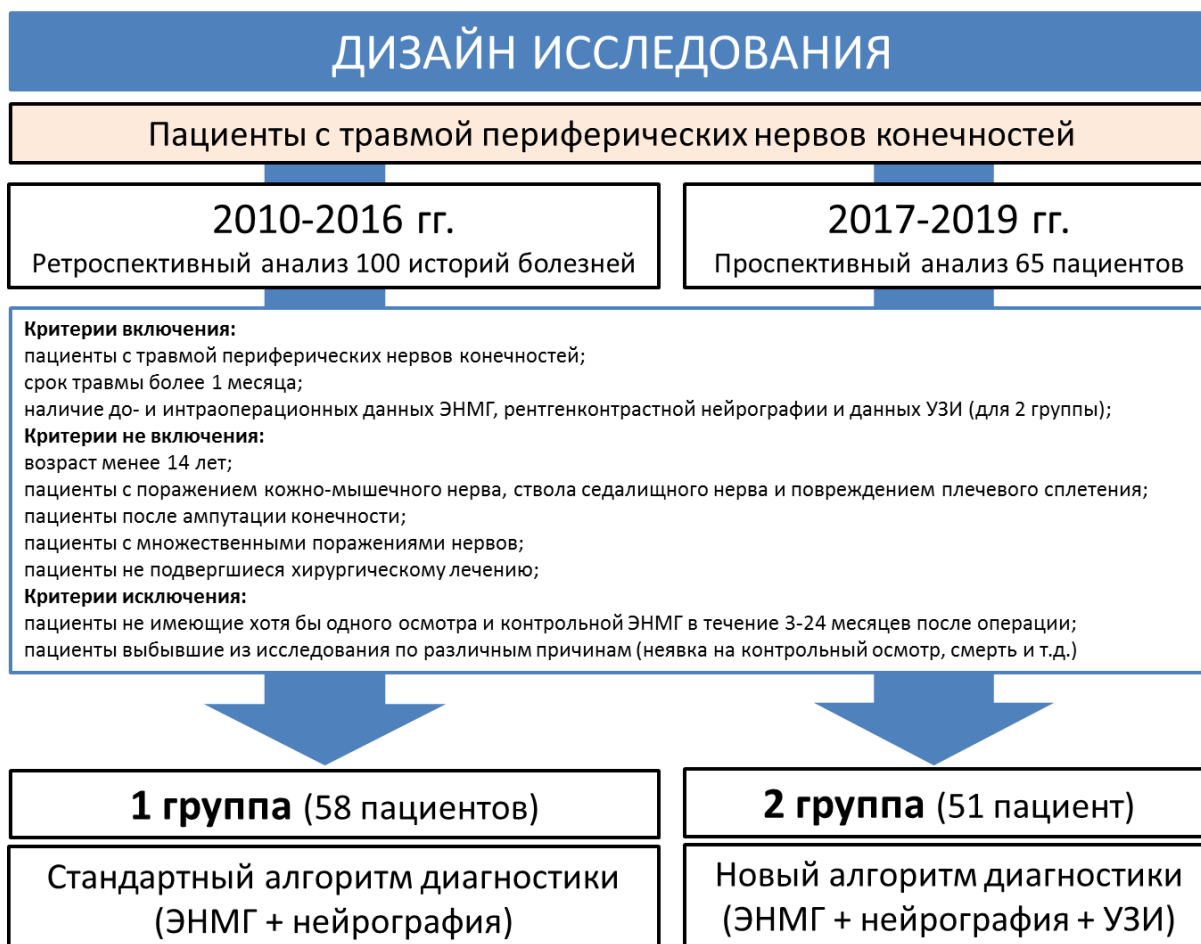 ДИЗАЙН ИССЛЕДОВАНИЯ
Пациенты с травмой периферических нервов конечностей
2010-2016 гг.
Ретроспективный анализ 100 историй болезней
2017-2019 гг.
Проспективный анализ 65 пациентов
Критерии включения:
пациенты с травмой периферических нервов конечностей;
срок травмы более 1 месяца;
наличие до- и интраоперационных данных ЭНМГ, рентгенконтрастной нейрографии и данных УЗИ (для 2 группы);
Критерии не включения:
возраст менее 14 лет;
пациенты с поражением кожно-мышечного нерва, ствола седалищного нерва и повреждением плечевого сплетения;
пациенты после ампутации конечности;
пациенты с множественными поражениями нервов;
пациенты не подвергшиеся хирургическому лечению;
Критерии исключения:
пациенты не имеющие хотя бы одного осмотра и контрольной ЭНМГ в течение 3-24 месяцев после операции;
пациенты выбывшие из исследования по различным причинам (неявка на контрольный осмотр, смерть и т.д.)
1 группа (58 пациентов)
Стандартный алгоритм диагностики
(ЭНМГ + нейрография)
2 группа (51 пациент)
Новый алгоритм диагностики
(ЭНМГ + нейрография + УЗИ)